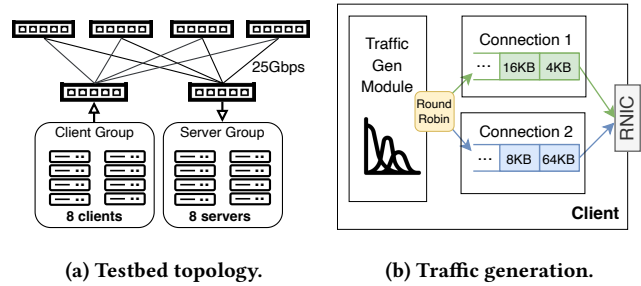 25Gbps
Client Group
Server Group
8 clients
8 servers
(a) Testbed topology.
Traffic
Gen
Module
Round
Robin
Connection 1
··· 16KB 4KB
Connection 2
··· 8KB 64KB
RNIC
Client
(b) Traffic generation.